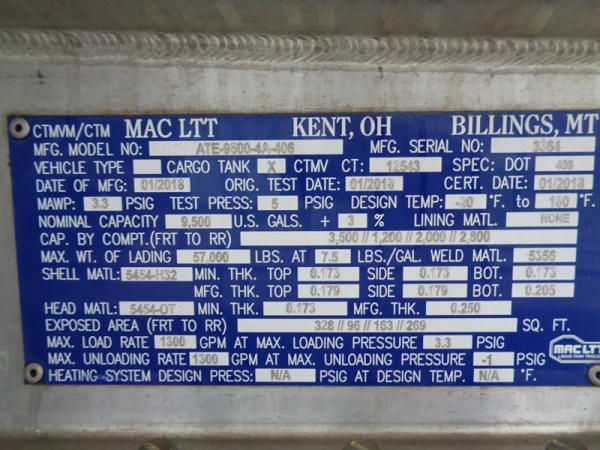 CTMVM/CTM MAC LTT KENT, OH BILLINGS, MT
MFG. MODEL NO: ATE-9500-4A-406 MFG. SERIAL NO: 3364
VEHICLE TYPE CARGO TANK X CTMV CT: 12543 SPEC: DOT 406
DATE OF MFG: 01/2018 ORIG. TEST DATE: 01/2018 CERT. DATE: 01/2018
MAWP: 3.3 PSIG TEST PRESS: 5 PSIG DESIGN TEMP: -20 °F. to 150 °F.
NOMINAL CAPACITY 9,500 U.S. GALS. + 3 % LINING MATL: NONE
CAP. BY COMPT.(FRT TO RR) 3,500 // 1,200 // 2,000 // 2,800
MAX. WT. OF LADING 57,000 LBS. AT 7.5 LBS./GAL. WELD MATL: 5356
SHELL MATL: 5454-H32 MIN. THK. TOP 0.173 SIDE 0.173 BOT. 0.173
MFG. THK. TOP 0.179 SIDE 0.179 BOT. 0.205
HEAD MATL: 5454-OT MIN. THK. 0.173 MFG. THK. 0.250
EXPOSED AREA (FRT TO RR) 328 // 96 // 163 // 269 SQ. FT.
MAX. LOAD RATE 1300 GPM AT MAX. LOADING PRESSURE 3.3 PSIG
MAX. UNLOADING RATE 1300 GPM AT MAX. UNLOADING PRESSURE -1 PSIG
HEATING SYSTEM DESIGN PRESS: N/A PSIG AT DESIGN TEMP. N/A °F.
MAC LTT
LIQUID TANK TRAILER